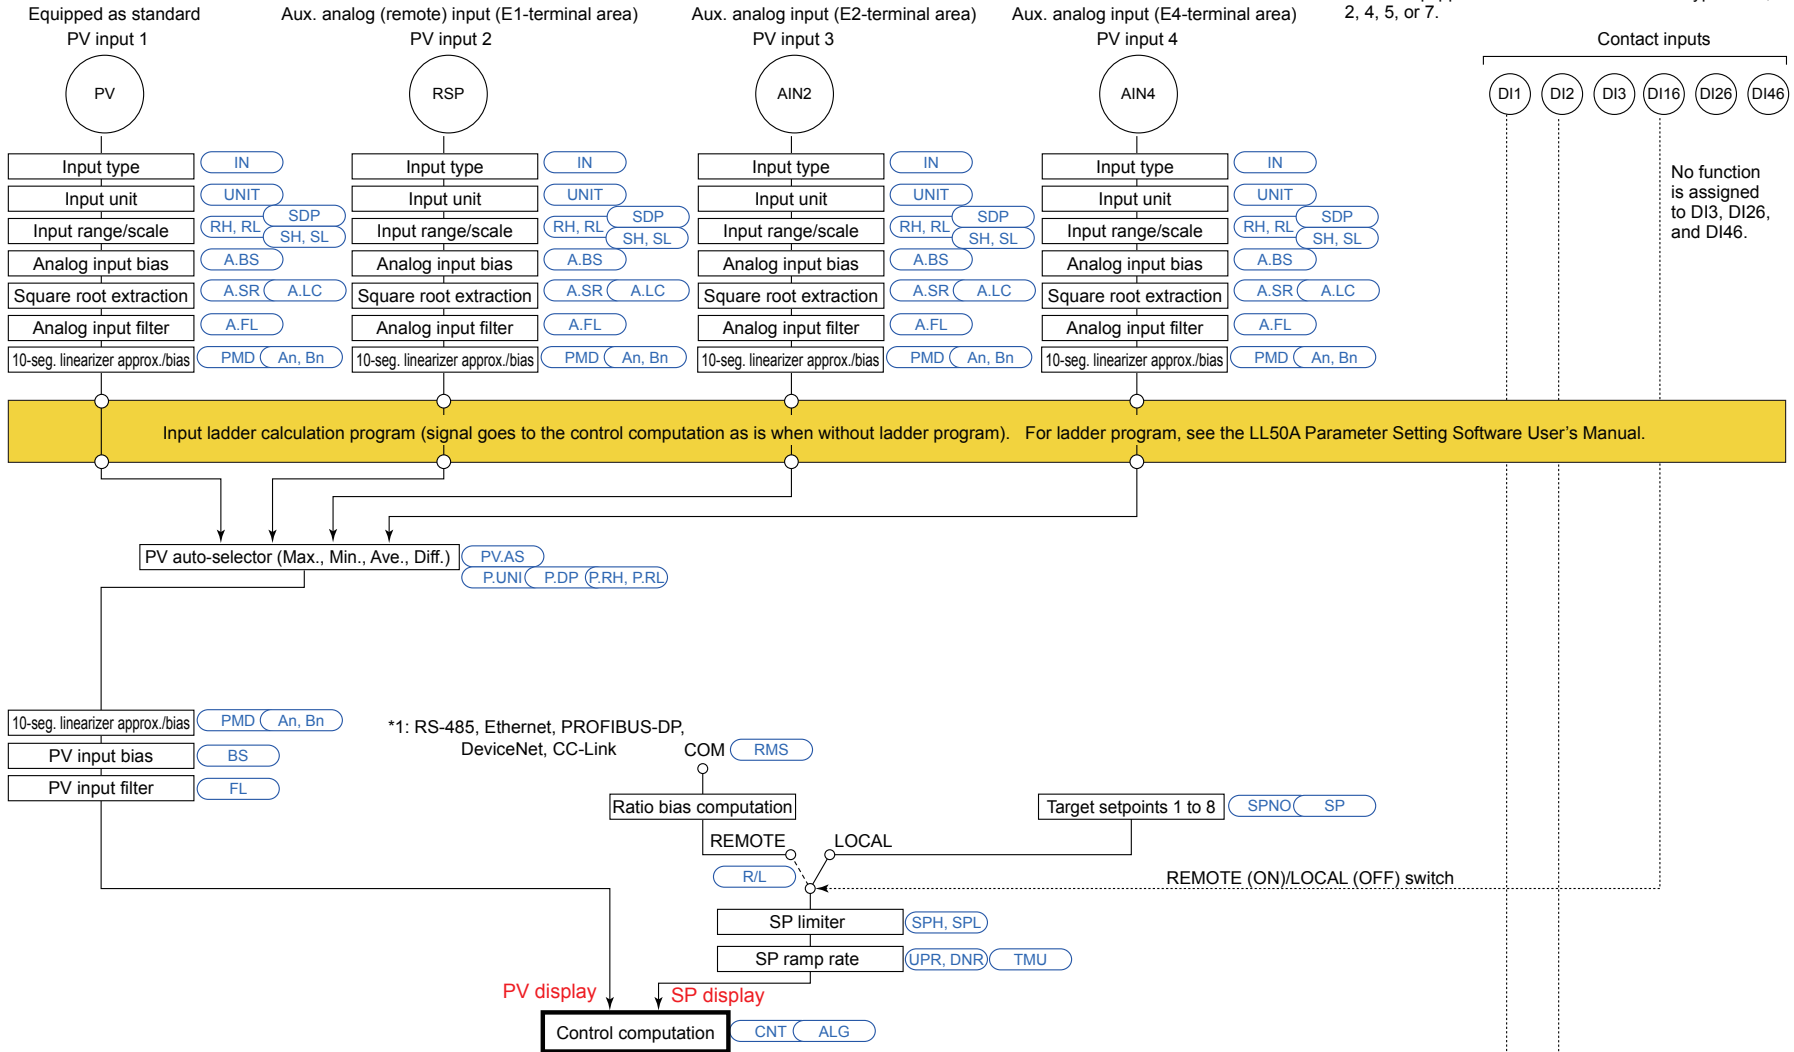 Equipped as standard
Aux. analog (remote) input (E1-terminal area)
Aux. analog input (E2-terminal area)
Aux. analog input (E4-terminal area)
2, 4, 5, or 7.
PV input 1
PV input 2
PV input 3
PV input 4
Contact inputs
PV
RSP
AIN2
AIN4
DI1
DI2
DI3
DI16
DI26
DI46
Input type
IN
Input type
IN
Input type
IN
Input type
IN
Input unit
UNIT
Input unit
UNIT
Input unit
UNIT
Input unit
UNIT
Input range/scale
RH, RL
SDP
SH, SL
Input range/scale
RH, RL
SDP
SH, SL
Input range/scale
RH, RL
SDP
SH, SL
Input range/scale
RH, RL
SDP
SH, SL
Analog input bias
A.BS
Analog input bias
A.BS
Analog input bias
A.BS
Analog input bias
A.BS
Square root extraction
A.SR
A.LC
Square root extraction
A.SR
A.LC
Square root extraction
A.SR
A.LC
Square root extraction
A.SR
A.LC
Analog input filter
A.FL
Analog input filter
A.FL
Analog input filter
A.FL
Analog input filter
A.FL
10-seg. linearizer approx./bias
PMD
An, Bn
10-seg. linearizer approx./bias
PMD
An, Bn
10-seg. linearizer approx./bias
PMD
An, Bn
10-seg. linearizer approx./bias
PMD
An, Bn
No function
is assigned
to DI3, DI26,
and DI46.
Input ladder calculation program (signal goes to the control computation as is when without ladder program). For ladder program, see the LL50A Parameter Setting Software User's Manual.
PV auto-selector (Max., Min., Ave., Diff.)
PV.AS
P.UNI
P.DP
P.RH, P.RL
10-seg. linearizer approx./bias
PMD
An, Bn
PV input bias
BS
PV input filter
FL
*1: RS-485, Ethernet, PROFIBUS-DP,
DeviceNet, CC-Link
COM
RMS
Ratio bias computation
Target setpoints 1 to 8
SPNO
SP
REMOTE
LOCAL
R/L
REMOTE (ON)/LOCAL (OFF) switch
SP limiter
SPH, SPL
SP ramp rate
UPR, DNR
TMU
PV display
SP display
Control computation
CNT
ALG